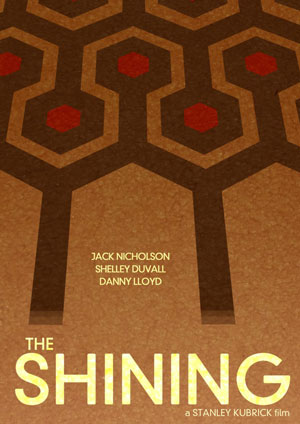 JACK NICHOLSON
SHELLEY DUVALL
DANNY LLOYD
THE
SHINING
a STANLEY KUBRICK film